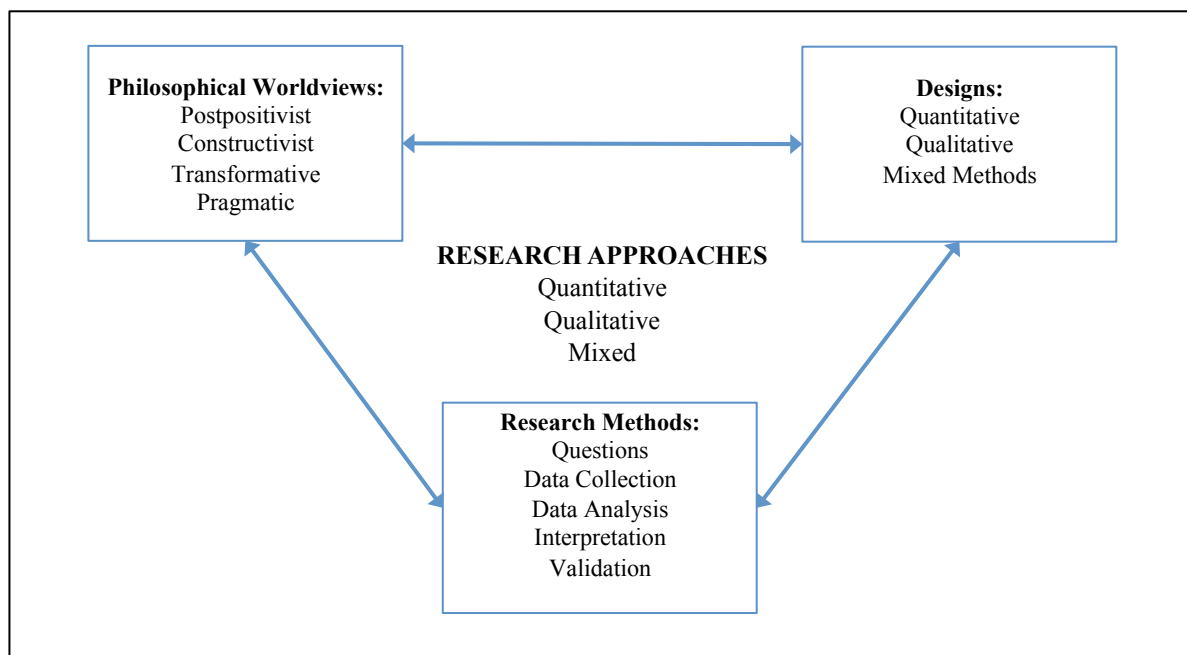 Philosophical Worldviews:
Postpositivist
Constructivist
Transformative
Pragmatic
Designs:
Quantitative
Qualitative
Mixed Methods
RESEARCH APPROACHES
Quantitative
Qualitative
Mixed
Research Methods:
Questions
Data Collection
Data Analysis
Interpretation
Validation